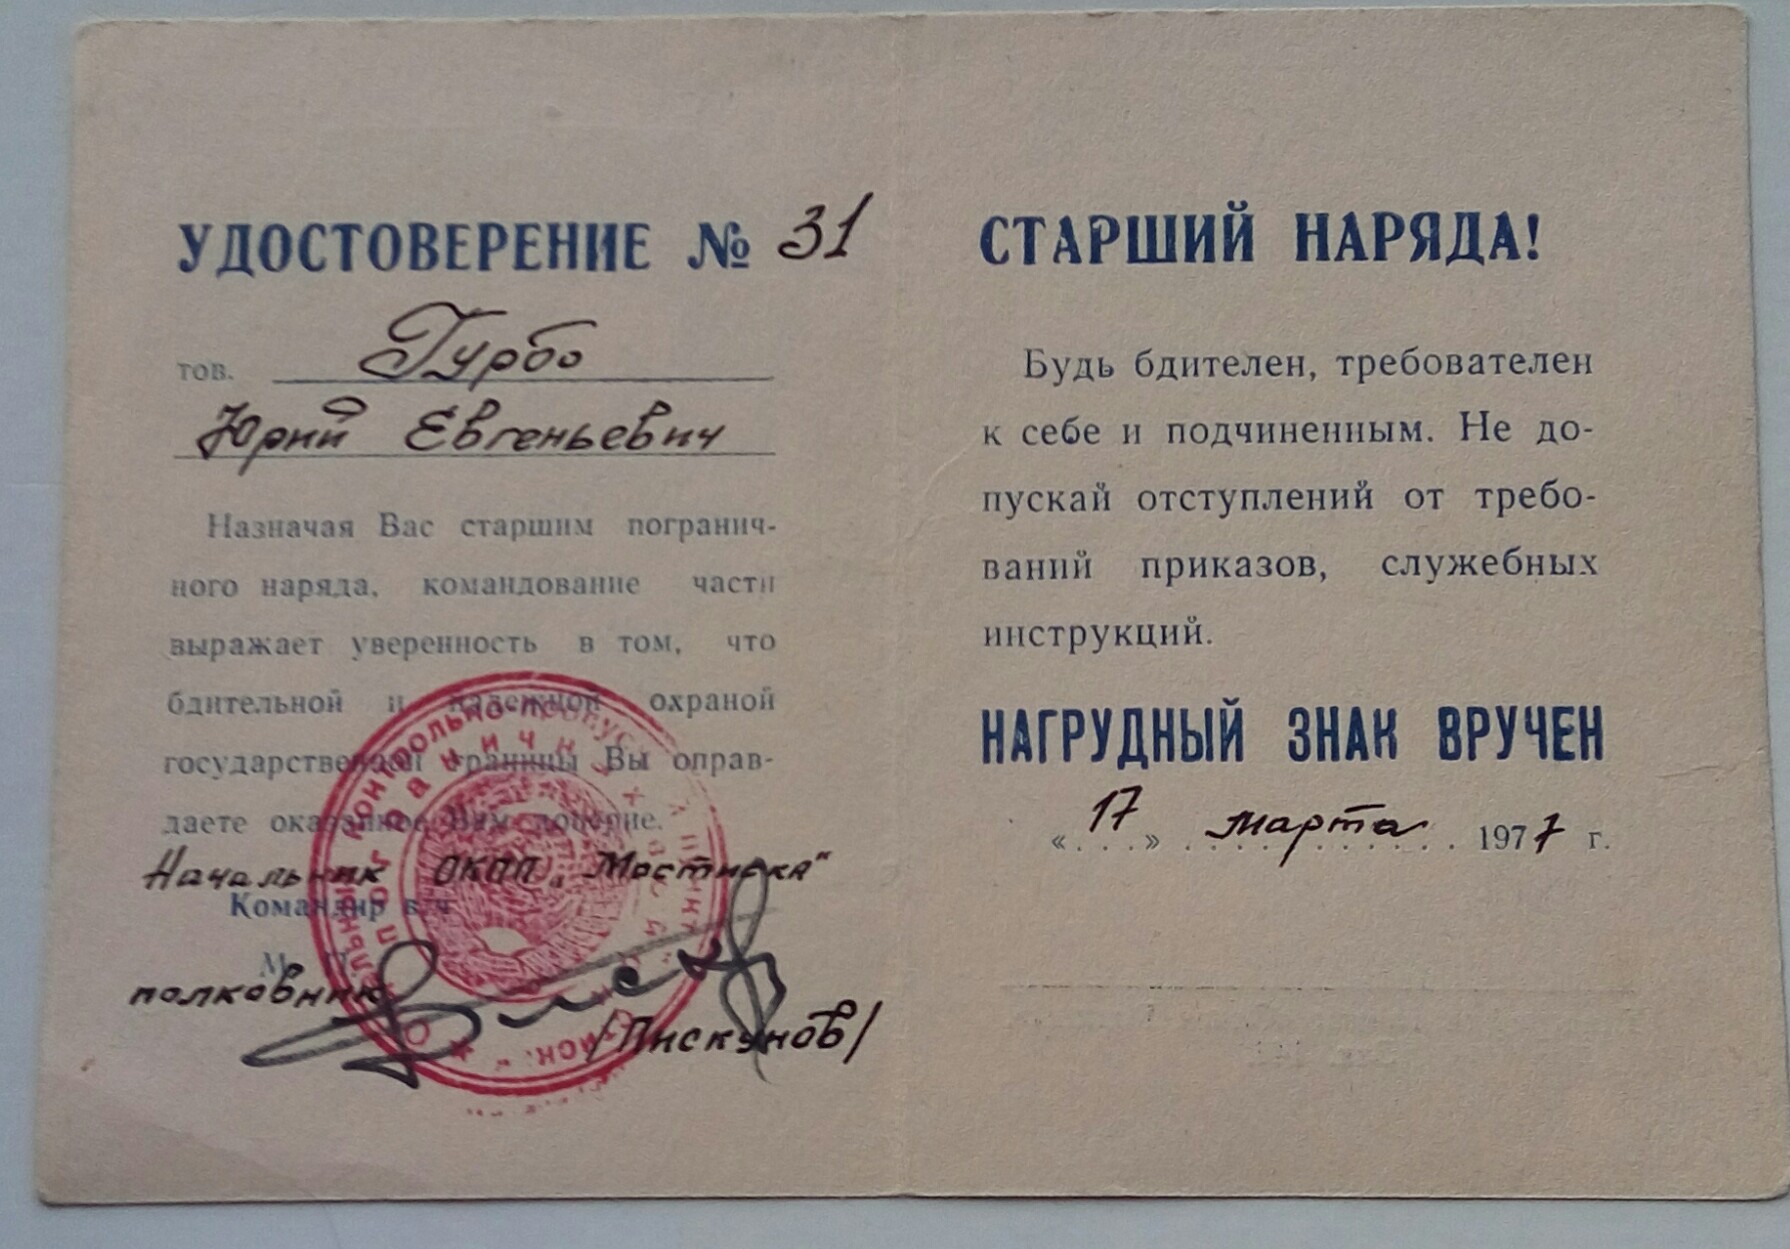 УДОСТОВЕРЕНИЕ № 31
тов. Гурбо
Юрий Евгеньевич
Назначая Вас старшим погранич-
ного наряда, командование части
выражает уверенность в том, что
бдительной и надежной охраной
государственной границы Вы оправ-
даете оказанное Вам доверие.
Начальник ОКПП „Мостиска"
Командир в/ч
М. П.
полковник
/Пискунов/
СТАРШИЙ НАРЯДА!
Будь бдителен, требователен
к себе и подчиненным. Не до-
пускай отступлений от требо-
ваний приказов, служебных
инструкций.
НАГРУДНЫЙ ЗНАК ВРУЧЕН
«17» марта 1977 г.